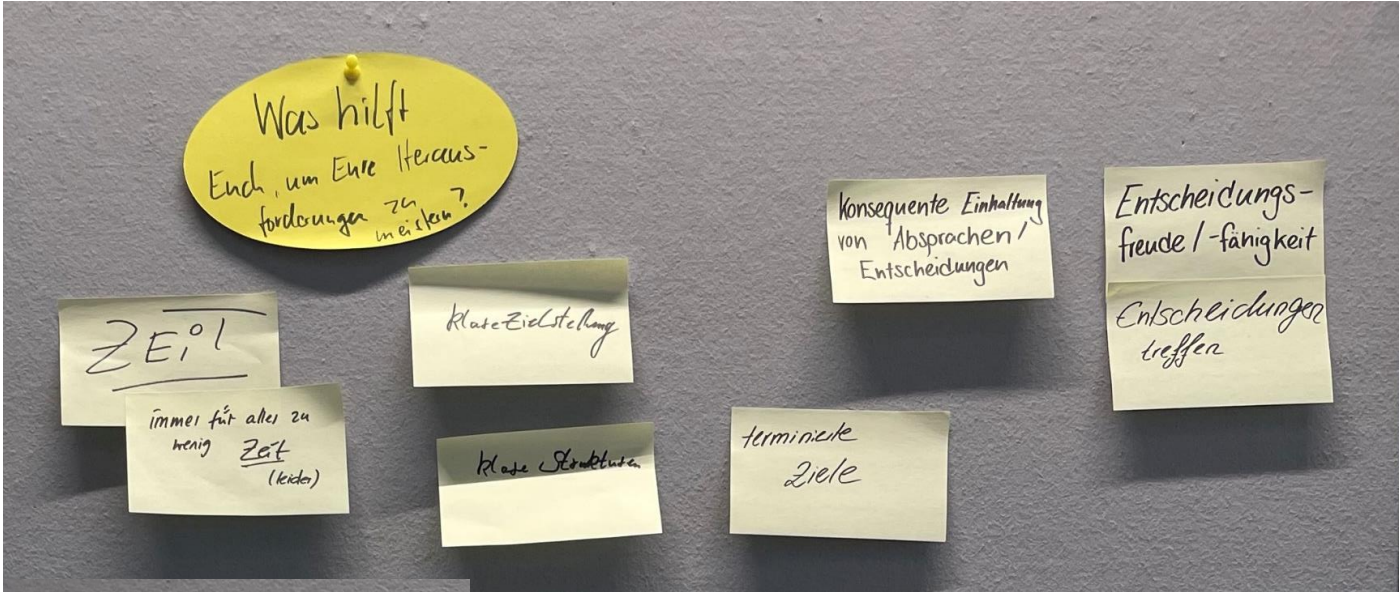 Was hilft
Euch, um Eure Heraus-
forderungen zu
meistern?
ZEIT
immer für alles zu
wenig Zeit
(leider)
klare Zielstellung
klare Strukturen
terminierte
Ziele
Konsequente Einhaltung
von Absprachen/
Entscheidungen
Entscheidungs-
freude/-fähigkeit
Entscheidungen
treffen